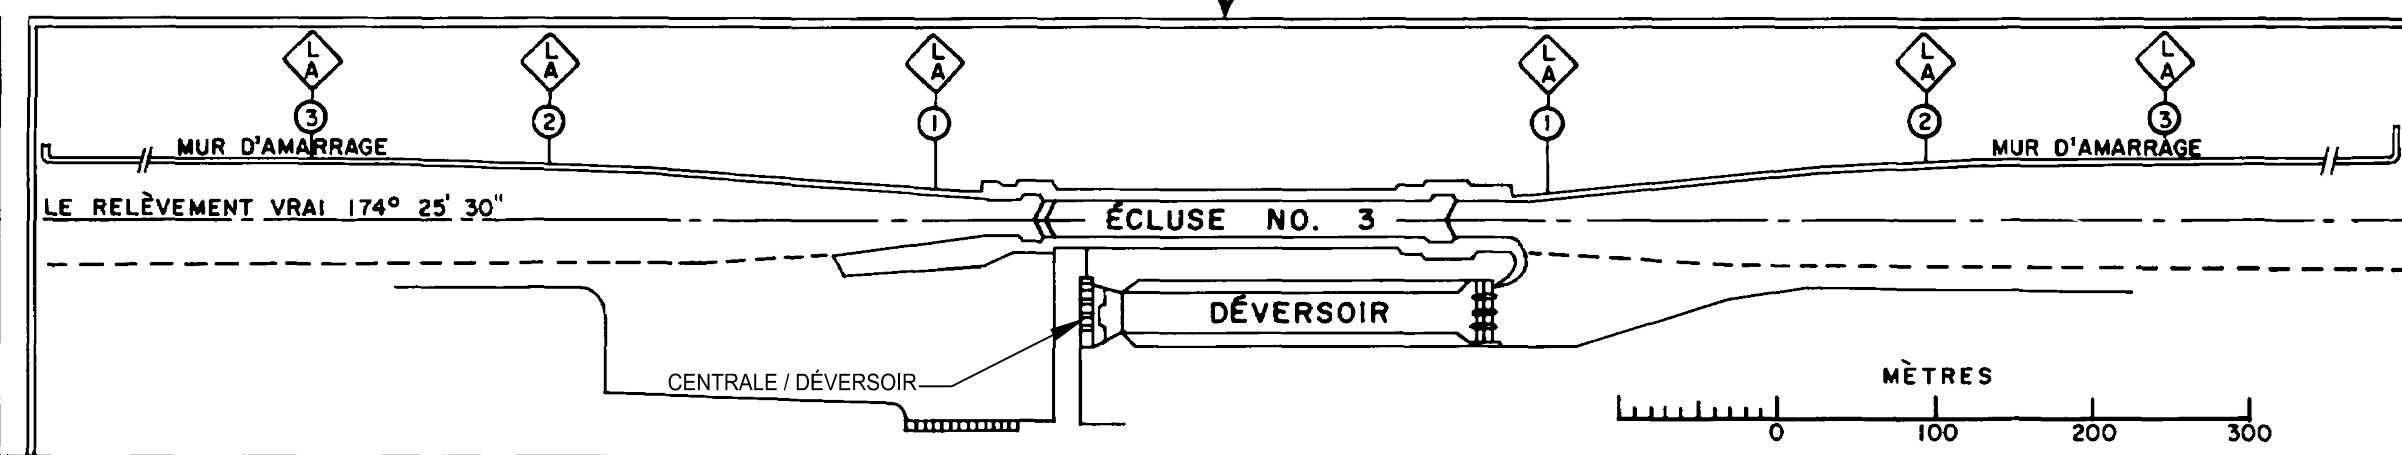 L A
L A
L A
L A
L A
L A
3
2
1
1
2
3
MUR D'AMARRAGE
MUR D'AMARRAGE
LE RELÈVEMENT VRAI 174° 25' 30"
ÉCLUSE NO. 3
DÉVERSOIR
CENTRALE / DÉVERSOIR
MÈTRES
0 100 200 300